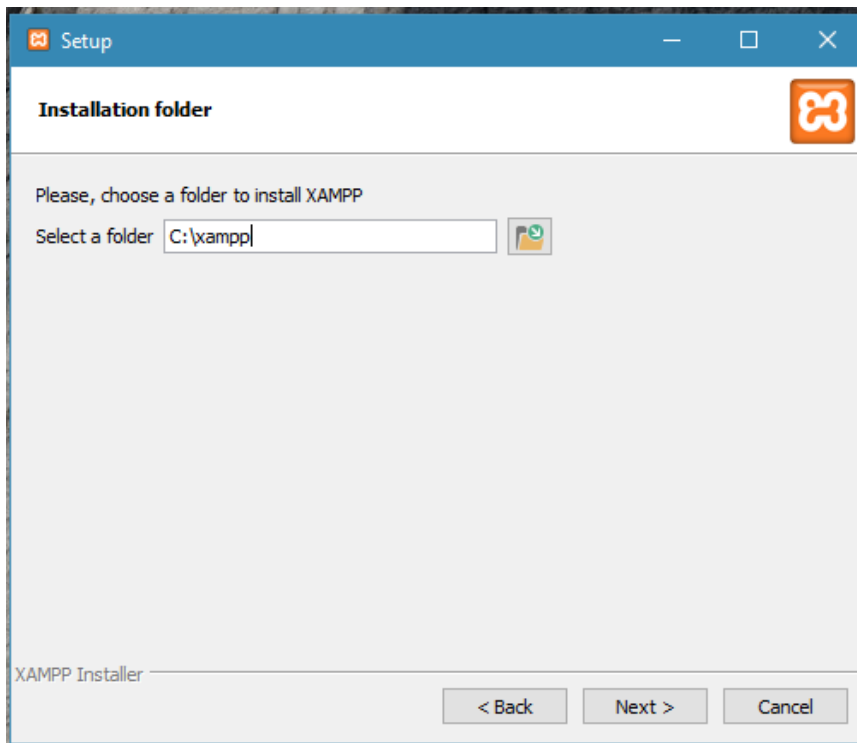 Setup
Installation folder
Please, choose a folder to install XAMPP
Select a folder C:\xampp
XAMPP Installer
< Back Next > Cancel